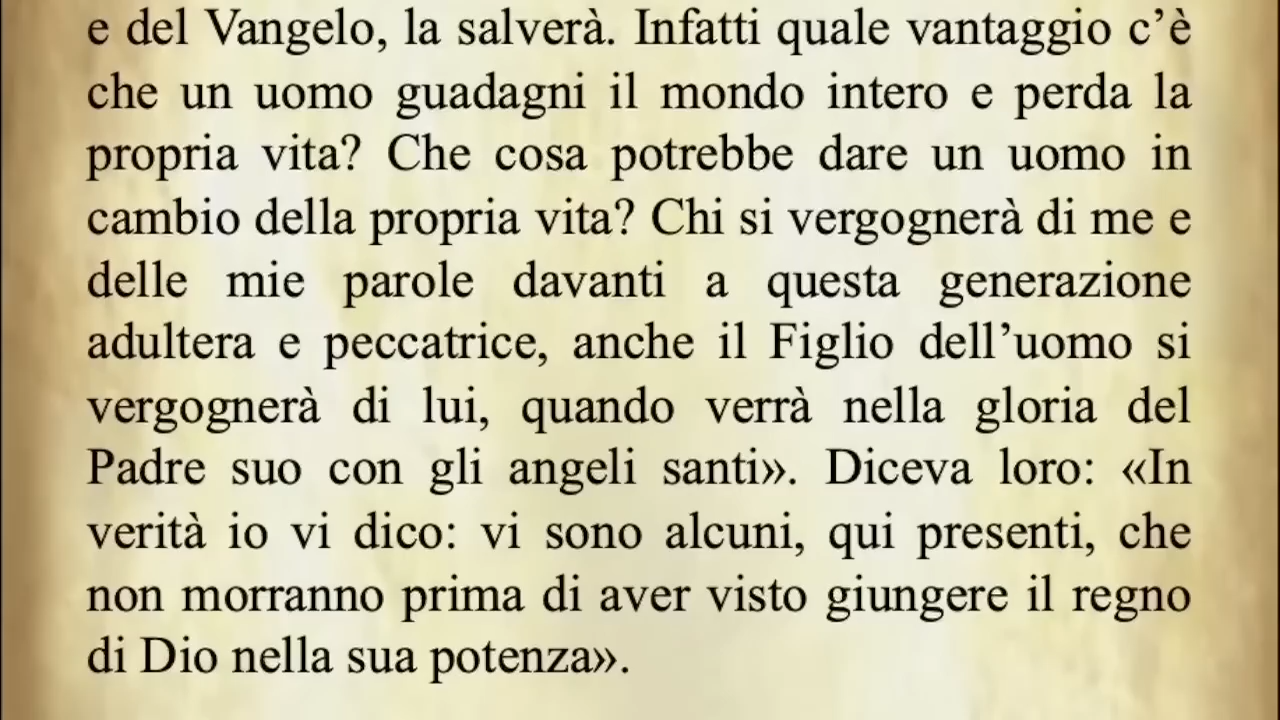 e del Vangelo, la salverà. Infatti quale vantaggio c’è
che un uomo guadagni il mondo intero e perda la
propria vita? Che cosa potrebbe dare un uomo in
cambio della propria vita? Chi si vergognerà di me e
delle mie parole davanti a questa generazione
adultera e peccatrice, anche il Figlio dell’uomo si
vergognerà di lui, quando verrà nella gloria del
Padre suo con gli angeli santi». Diceva loro: «In
verità io vi dico: vi sono alcuni, qui presenti, che
non morranno prima di aver visto giungere il regno
di Dio nella sua potenza».